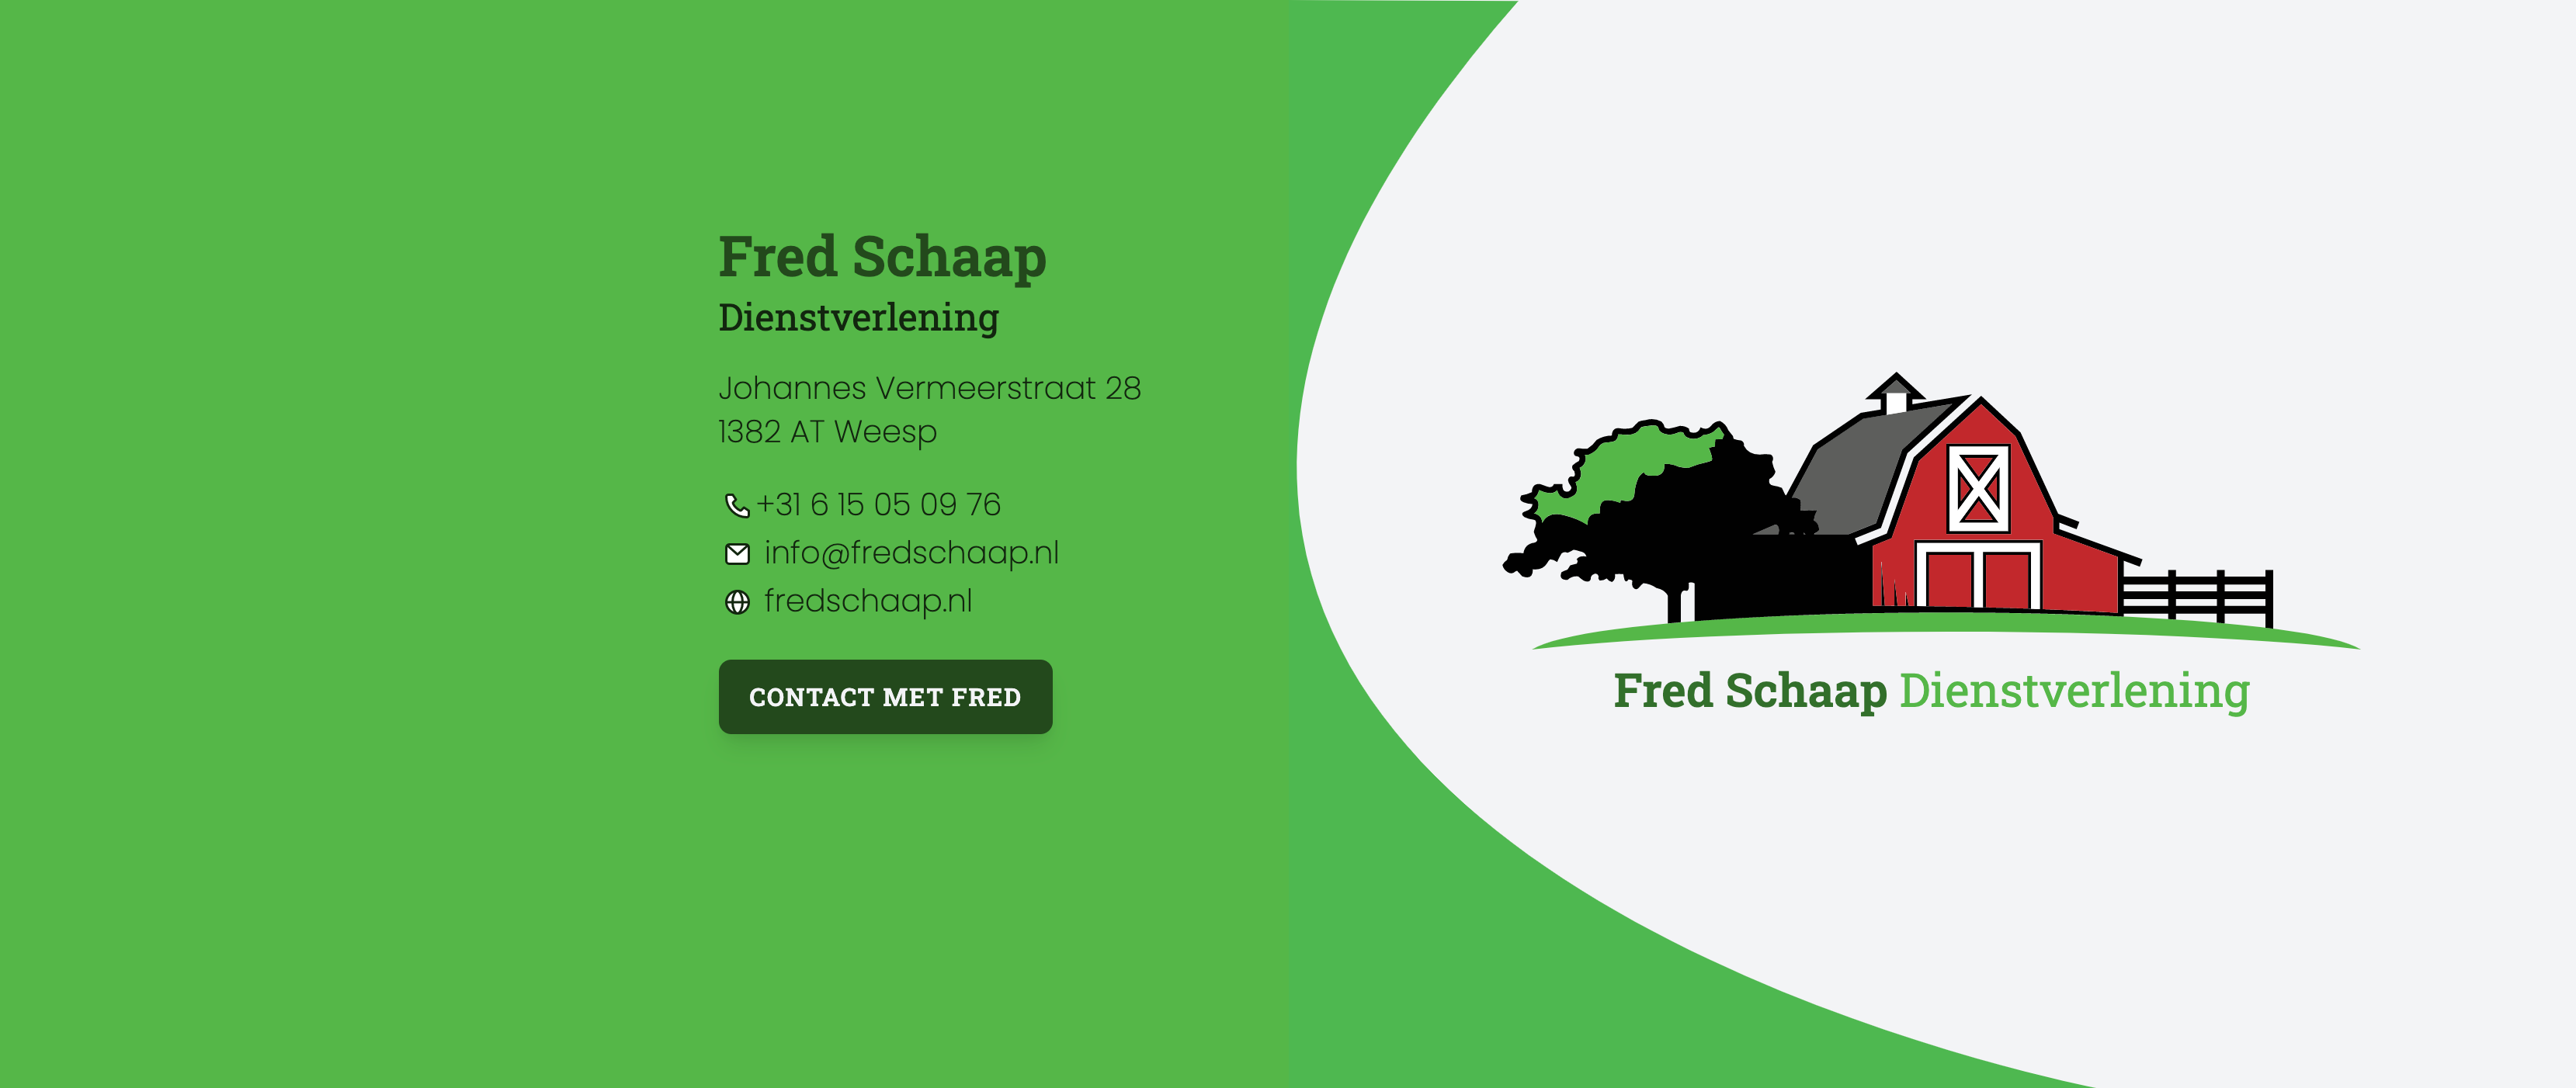 Fred Schaap
Dienstverlening
Johannes Vermeerstraat 28
1382 AT Weesp
+31 6 15 05 09 76
info@fredschaap.nl
fredschaap.nl
CONTACT MET FRED
Fred Schaap Dienstverlening